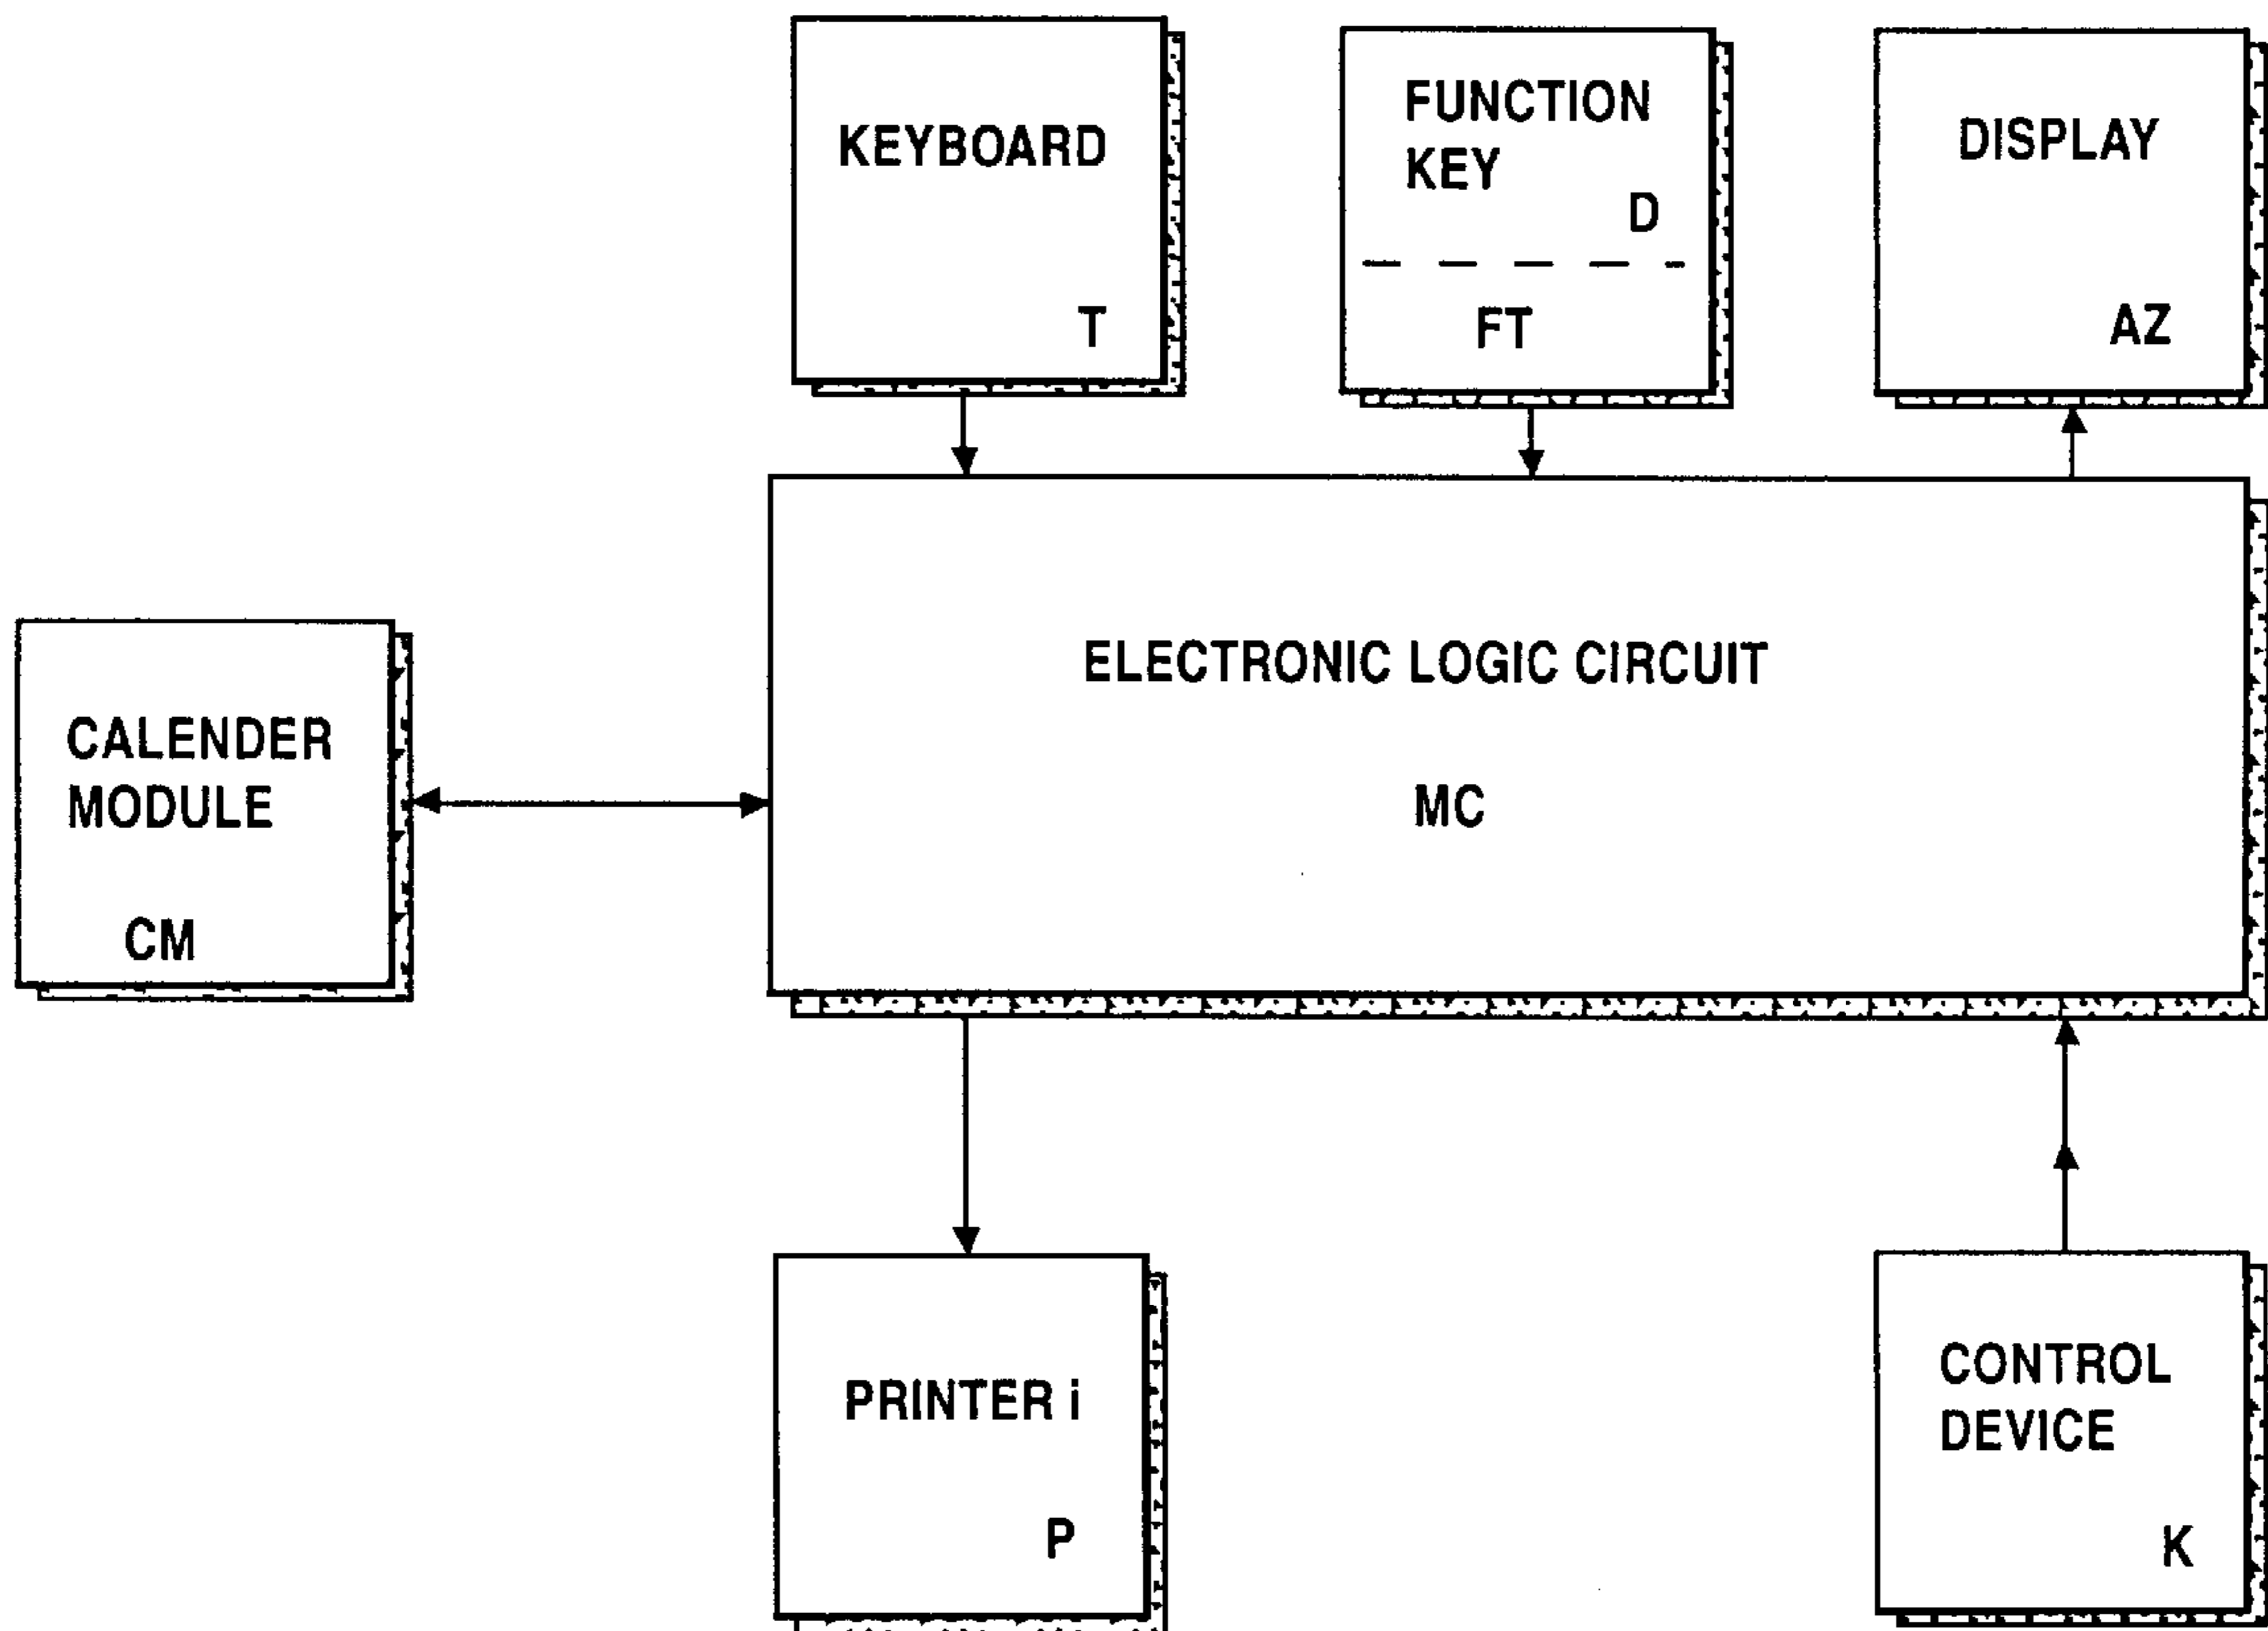 KEYBOARD
T
FUNCTION
KEY
D
FT
DISPLAY
AZ
ELECTRONIC LOGIC CIRCUIT
MC
CALENDER
MODULE
CM
PRINTER i
P
CONTROL
DEVICE
K